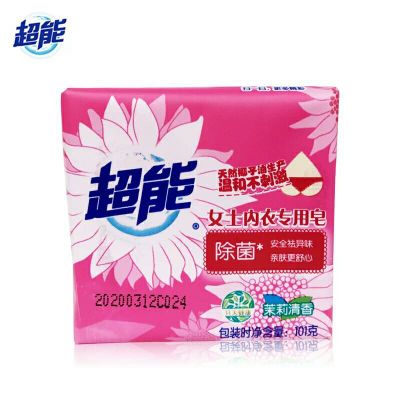 超能
超能
天然椰子油生产
温和不刺激
女士内衣专用皂
除菌*
安全祛异味
亲肤更舒心
20200312C024
茉莉清香
包装时净含量：101克